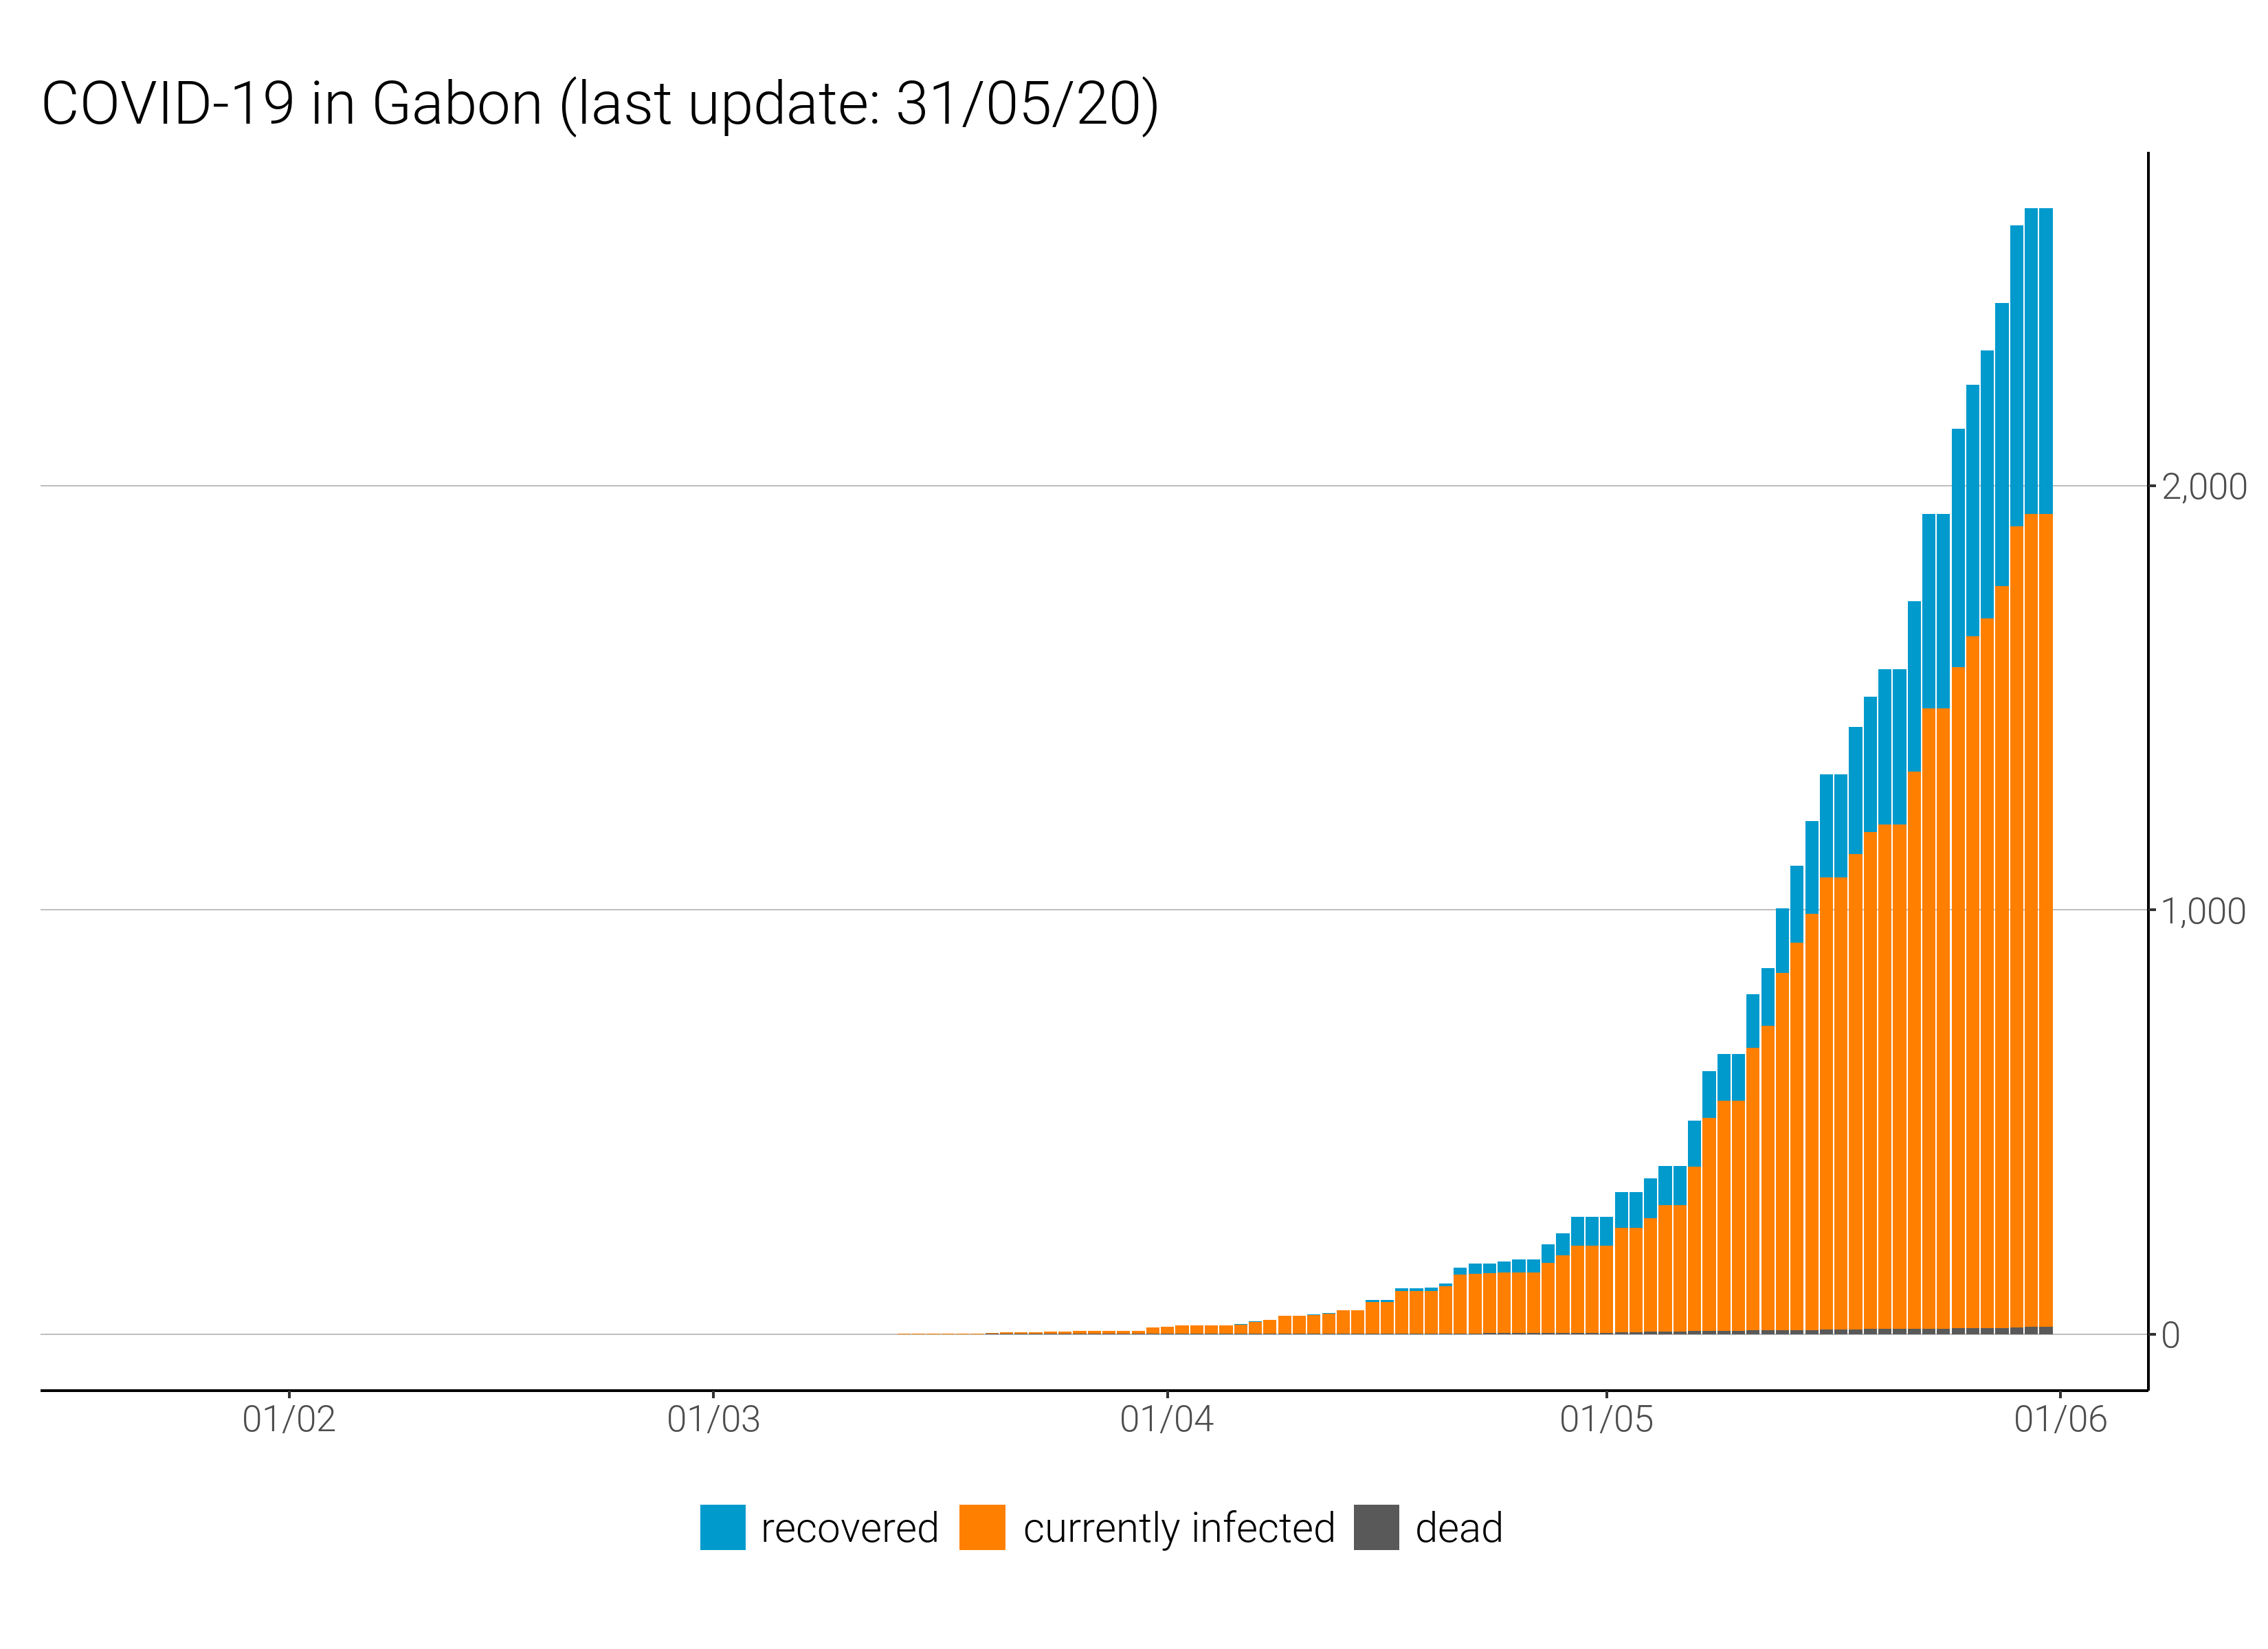 COVID-19 in Gabon (last update: 31/05/20)
2,000
1,000
0
01/02 01/03 01/04 01/05 01/06
recovered currently infected dead